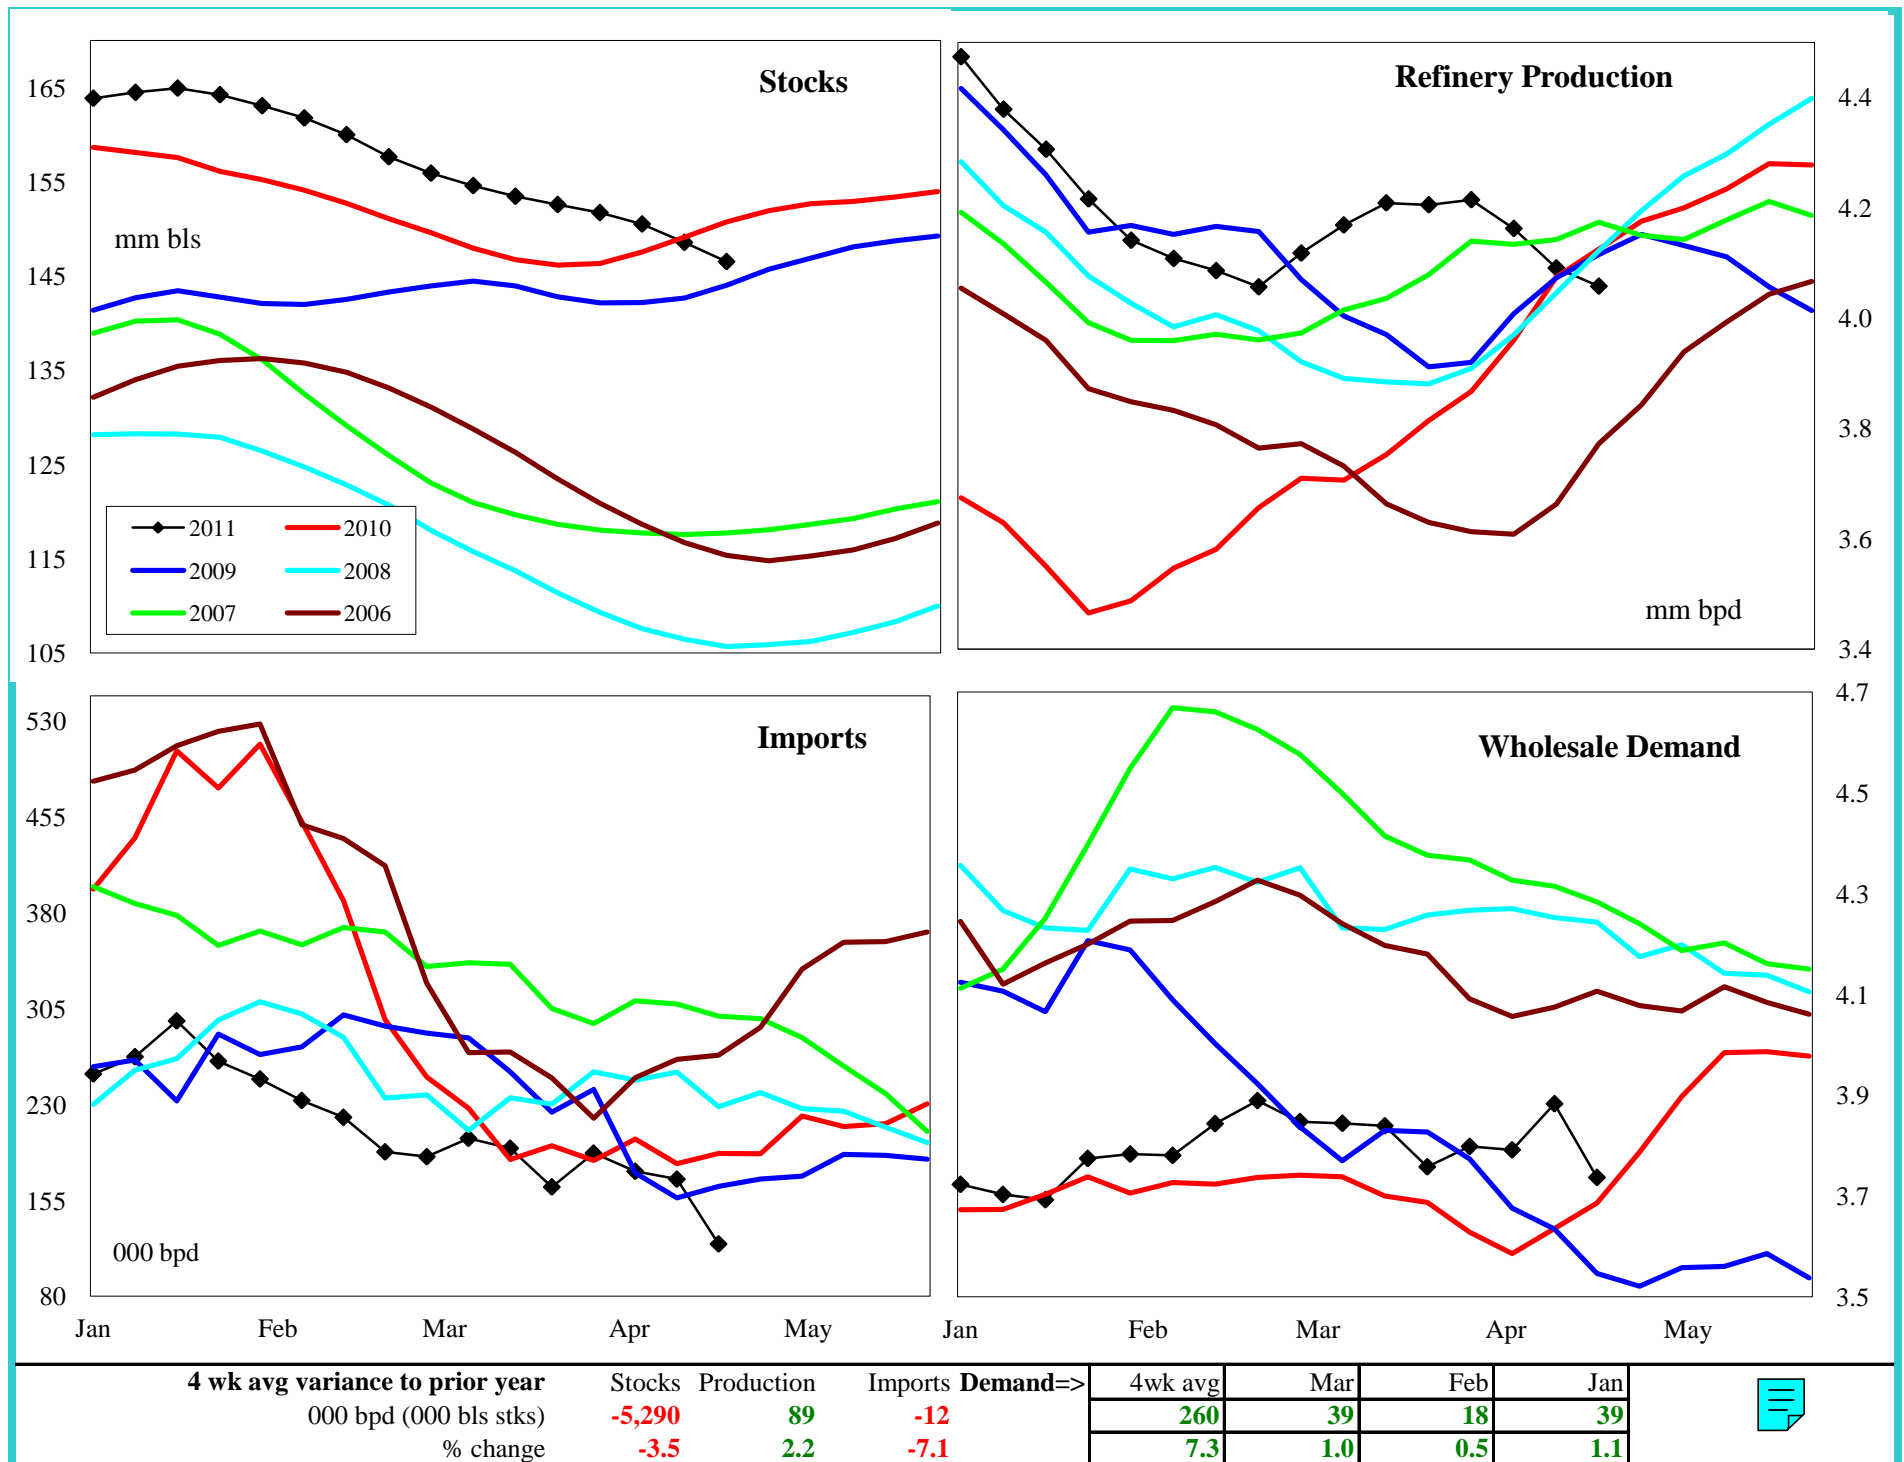 Stocks
165
155
mm bls
145
135
125
115
105
2011 2010
2009 2008
2007 2006
Refinery Production
4.4
4.2
4.0
3.8
3.6
mm bpd
3.4
Imports
530
455
380
305
230
155
000 bpd
80
Jan Feb Mar Apr May
4.7
Wholesale Demand
4.5
4.3
4.1
3.9
3.7
3.5
Jan Feb Mar Apr May
4 wk avg variance to prior year Stocks Production Imports Demand=> 4wk avg Mar Feb Jan
000 bpd (000 bls stks) -5,290 89 -12 260 39 18 39
% change -3.5 2.2 -7.1 7.3 1.0 0.5 1.1